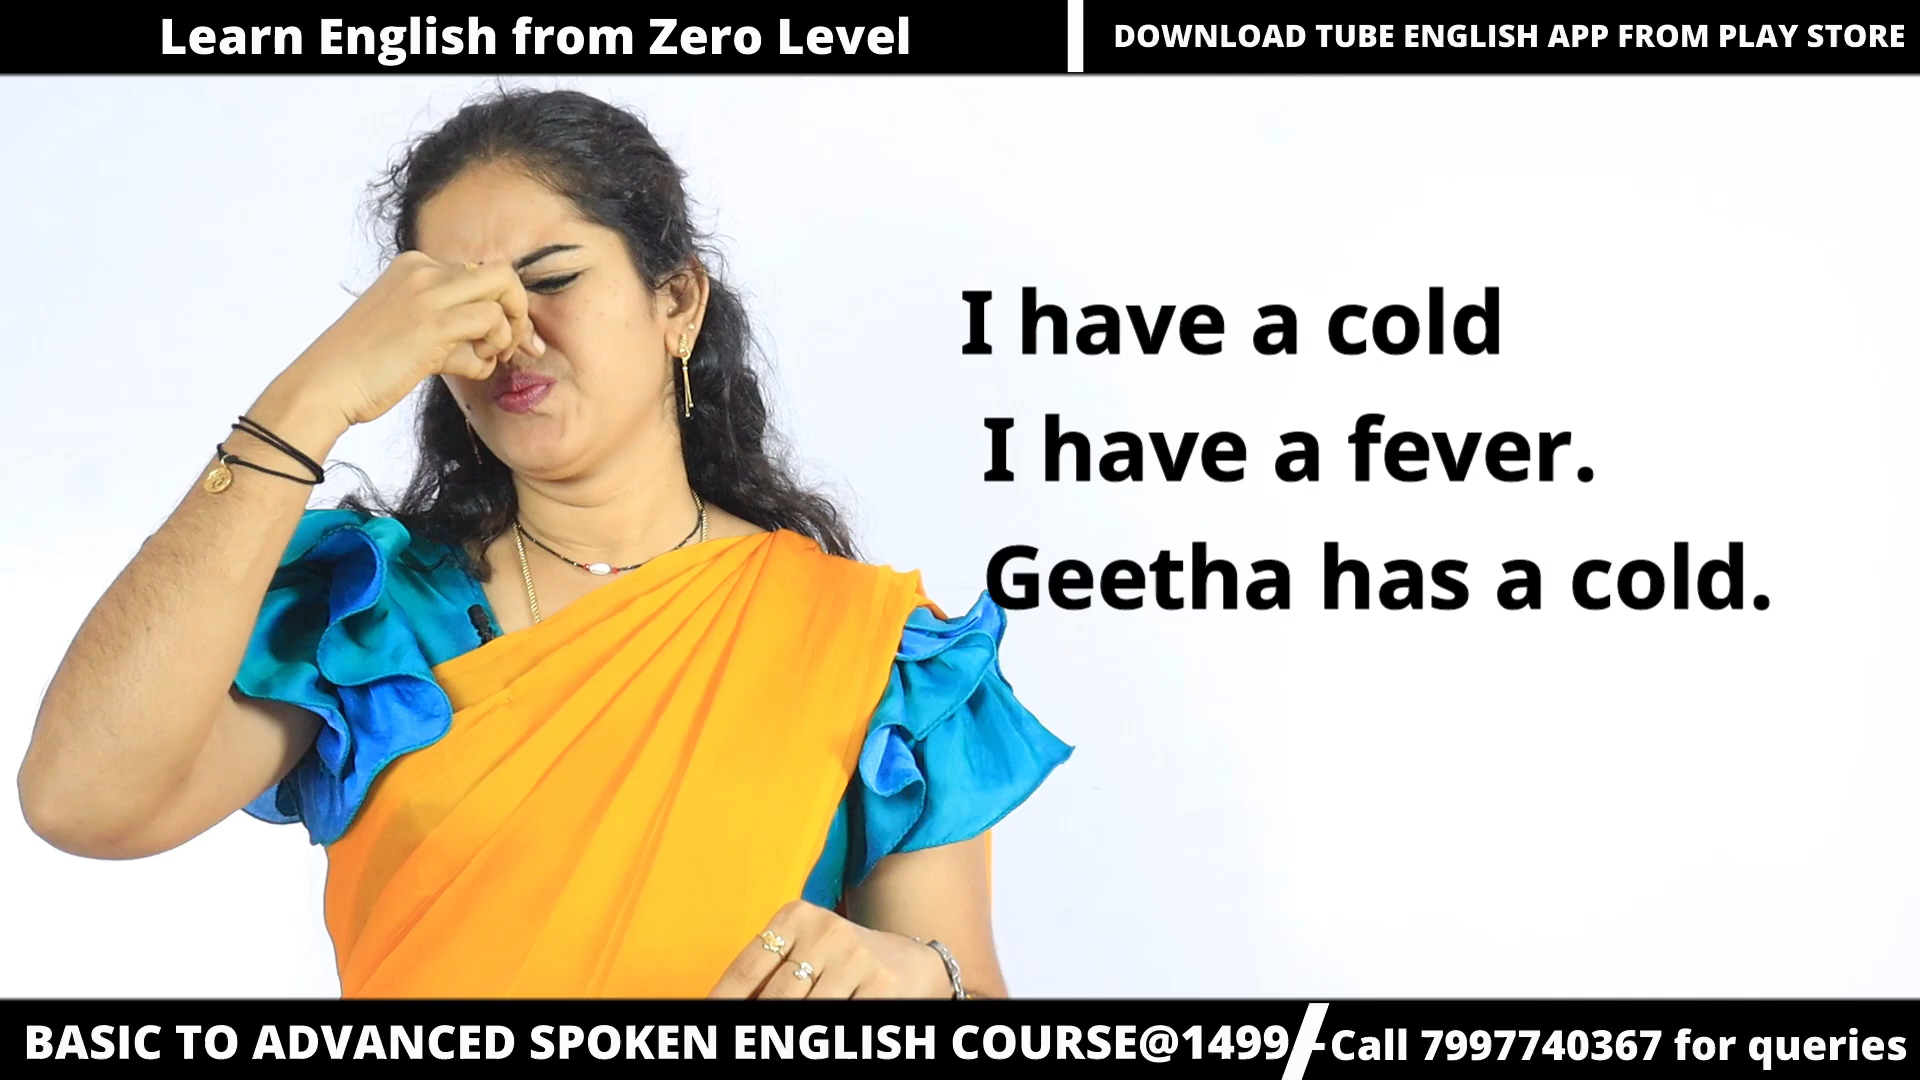 Learn English from Zero Level
DOWNLOAD TUBE ENGLISH APP FROM PLAY STORE
I have a cold
I have a fever.
Geetha has a cold.
BASIC TO ADVANCED SPOKEN ENGLISH COURSE@1499/-
Call 7997740367 for queries